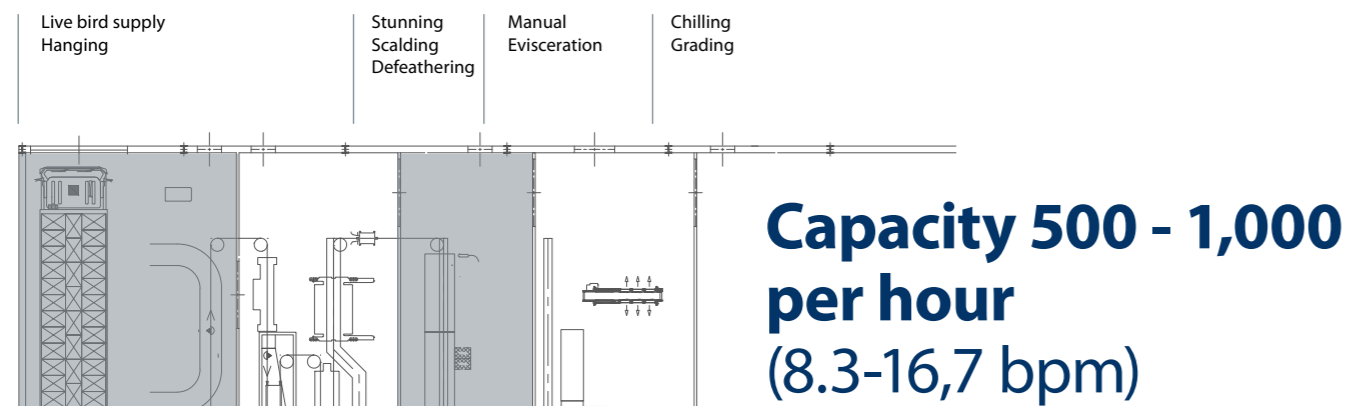 Live bird supply
Hanging
Stunning
Scalding
Defeathering
Manual
Evisceration
Chilling
Grading
Capacity 500 - 1,000
per hour
(8.3-16,7 bpm)